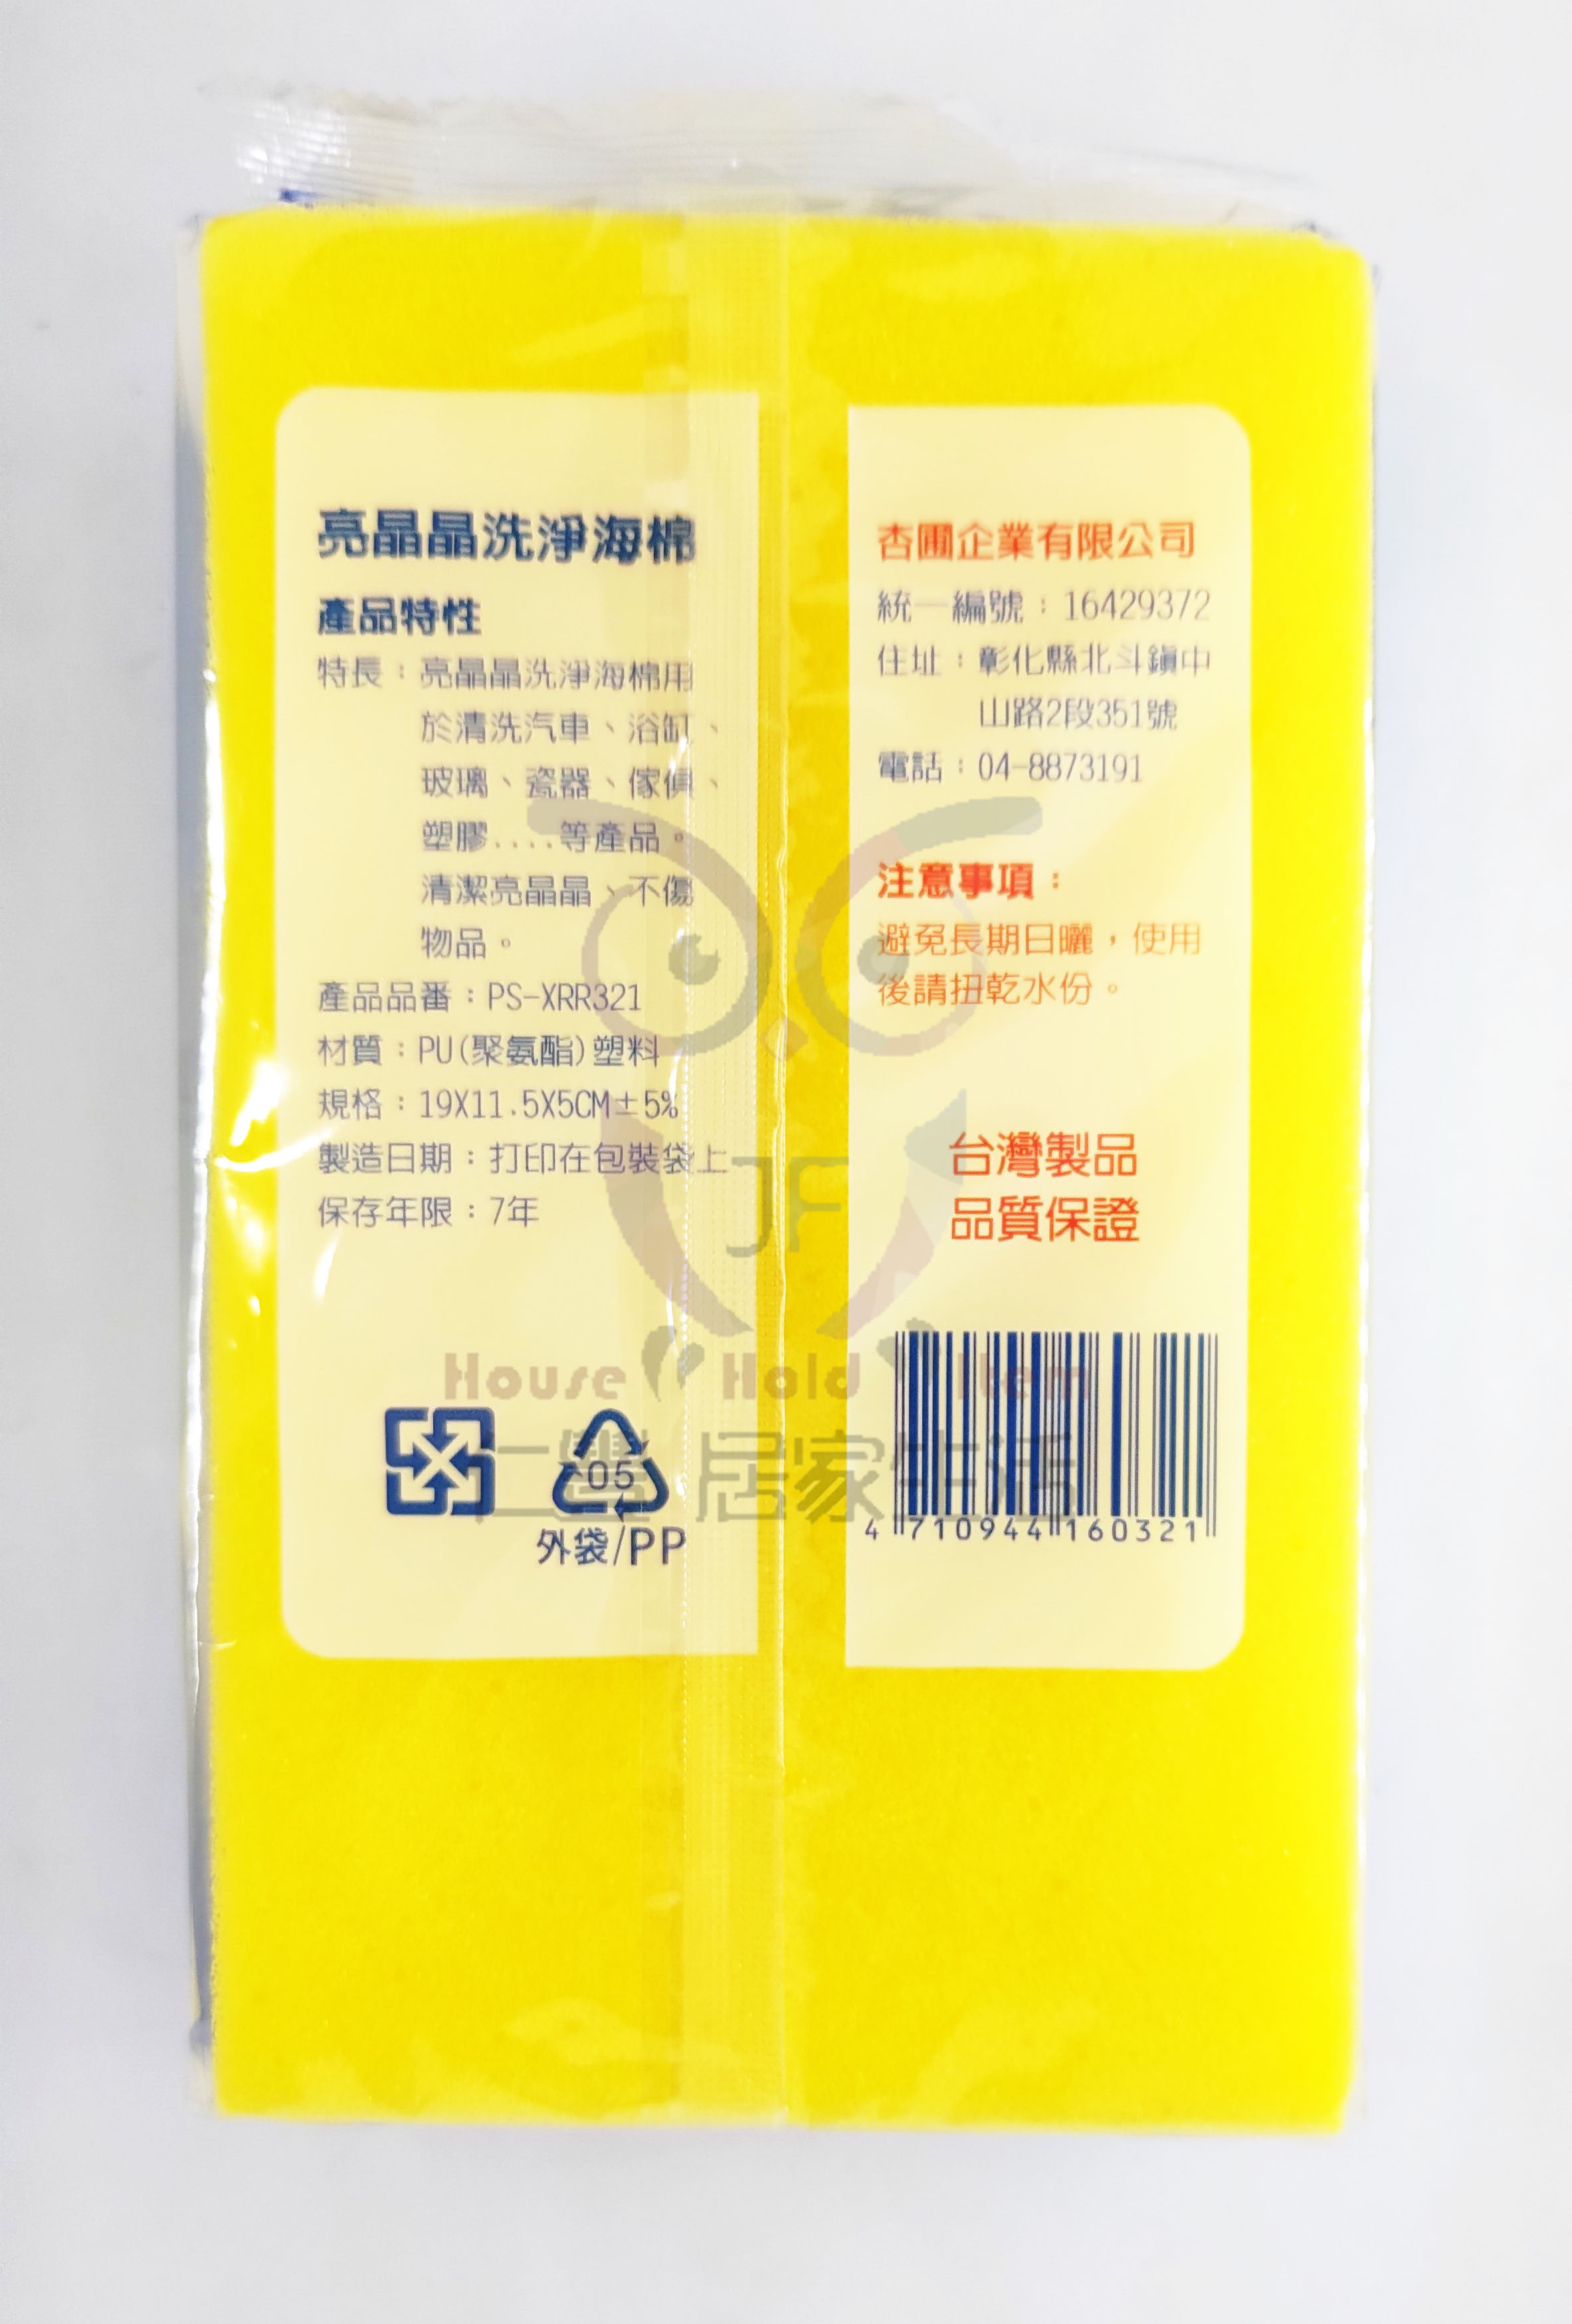 亮晶晶洗淨海棉
產品特性
特長：亮晶晶洗淨海棉用
於清洗汽車、浴缸、
玻璃、瓷器、傢俱、
塑膠....等產品。
清潔亮晶晶、不傷
物品。
產品品番：PS-XRR321
材質：PU(聚氨酯)塑料
規格：19X11.5X5CM±5%
製造日期：打印在包裝袋上
保存年限：7年
05
外袋/PP
杏圃企業有限公司
統一編號：16429372
住址：彰化縣北斗鎮中
山路2段351號
電話：04-8873191
注意事項：
避免長期日曬，使用
後請扭乾水份。
台灣製品
品質保證
4 710944 160321
JF
House Hold Item
仁豐 居家生活